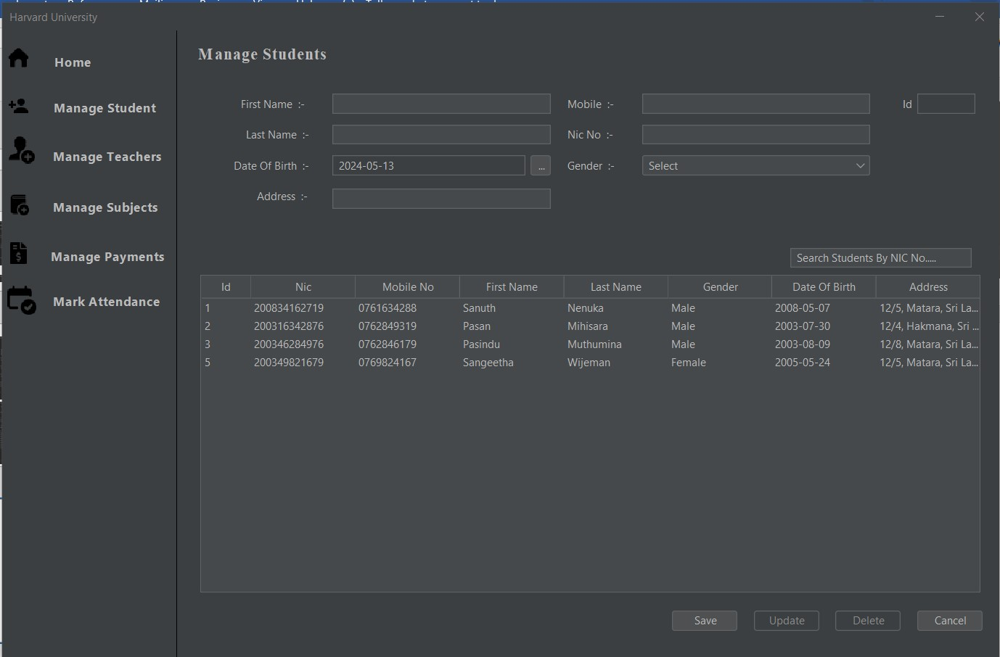 Harvard University
Home
Manage Student
Manage Teachers
Manage Subjects
Manage Payments
Mark Attendance
Manage Students
First Name :- Mobile :- Id
Last Name :- Nic No :-
Date Of Birth :- 2024-05-13 ... Gender :- Select
Address :-
Search Students By NIC No.....
Id Nic Mobile No First Name Last Name Gender Date Of Birth Address
1 200834162719 0761634288 Sanuth Nenuka Male 2008-05-07 12/5, Matara, Sri La...
2 200316342876 0762849319 Pasan Mihisara Male 2003-07-30 12/4, Hakmana, Sri ...
3 200346284976 0762846179 Pasindu Muthumina Male 2003-08-09 12/8, Matara, Sri La...
5 200349821679 0769824167 Sangeetha Wijeman Female 2005-05-24 12/5, Matara, Sri La...
Save Update Delete Cancel